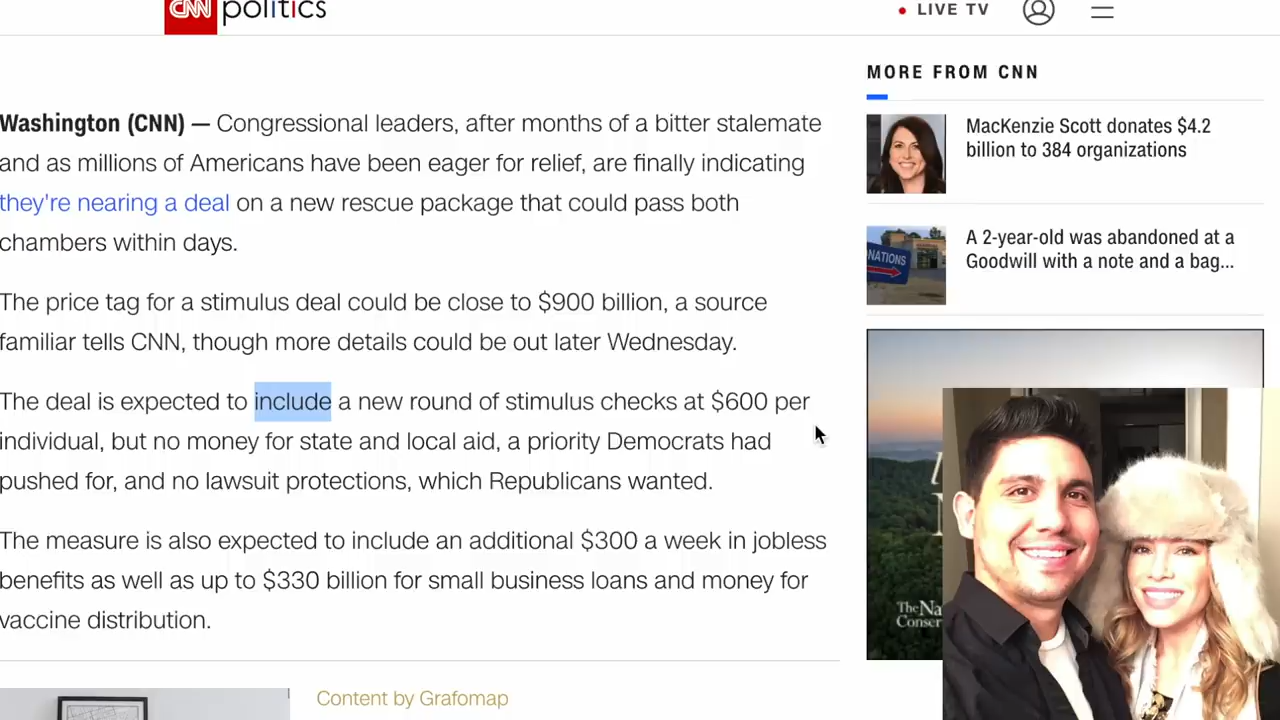 CNN politics
LIVE TV
Washington (CNN) — Congressional leaders, after months of a bitter stalemate
and as millions of Americans have been eager for relief, are finally indicating
they're nearing a deal on a new rescue package that could pass both
chambers within days.
The price tag for a stimulus deal could be close to $900 billion, a source
familiar tells CNN, though more details could be out later Wednesday.
The deal is expected to include a new round of stimulus checks at $600 per
individual, but no money for state and local aid, a priority Democrats had
pushed for, and no lawsuit protections, which Republicans wanted.
The measure is also expected to include an additional $300 a week in jobless
benefits as well as up to $330 billion for small business loans and money for
vaccine distribution.
Content by Grafomap
MORE FROM CNN
MacKenzie Scott donates $4.2
billion to 384 organizations
A 2-year-old was abandoned at a
Goodwill with a note and a bag...
NATIONS
The Na
Conser